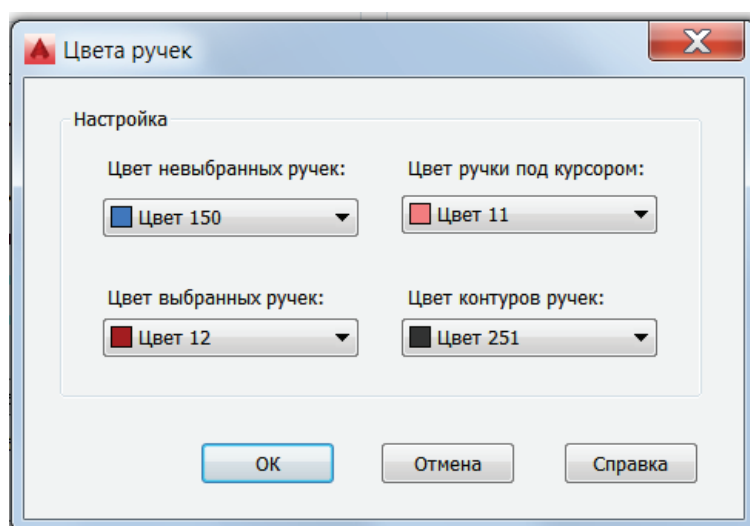 Цвета ручек
Настройка
Цвет невыбранных ручек:
Цвет ручки под курсором:
Цвет 150
Цвет 11
Цвет выбранных ручек:
Цвет контуров ручек:
Цвет 12
Цвет 251
ОК
Отмена
Справка